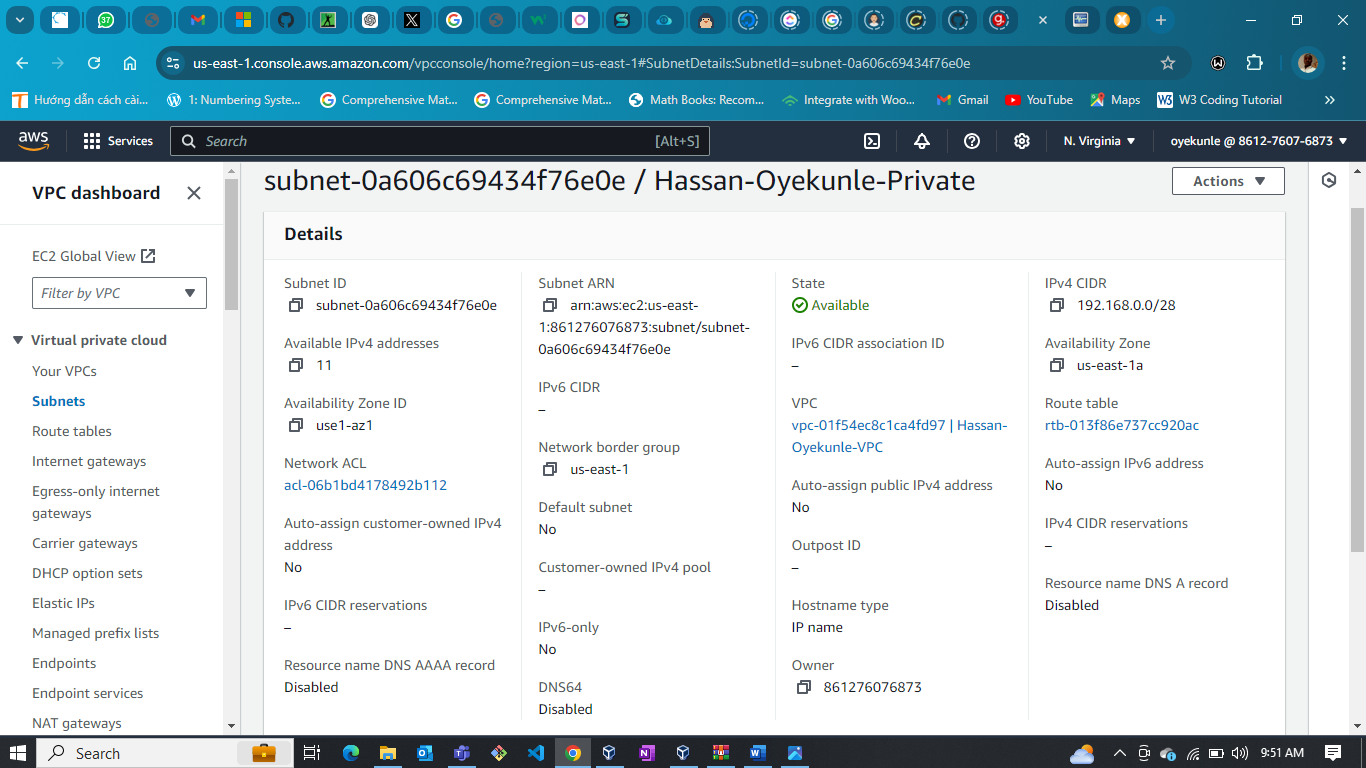 37
us-east-1.console.aws.amazon.com/vpcconsole/home?region=us-east-1#SubnetDetails:SubnetId=subnet-0a606c69434f76e0e
Hướng dẫn cách cài...
1: Numbering Syste...
Comprehensive Mat...
Comprehensive Mat...
Math Books: Recom...
Integrate with Woo...
Gmail
YouTube
Maps
W3 Coding Tutorial
aws
Services
Search
[Alt+S]
N. Virginia
oyekunle @ 8612-7607-6873
VPC dashboard
EC2 Global View
Filter by VPC
Virtual private cloud
Your VPCs
Subnets
Route tables
Internet gateways
Egress-only internet
gateways
Carrier gateways
DHCP option sets
Elastic IPs
Managed prefix lists
Endpoints
Endpoint services
NAT gateways
subnet-0a606c69434f76e0e / Hassan-Oyekunle-Private
Actions
Details
Subnet ID
subnet-0a606c69434f76e0e
Available IPv4 addresses
11
Availability Zone ID
use1-az1
Network ACL
acl-06b1bd4178492b112
Auto-assign customer-owned IPv4
address
No
IPv6 CIDR reservations
–
Resource name DNS AAAA record
Disabled
Subnet ARN
arn:aws:ec2:us-east-
1:861276076873:subnet/subnet-
0a606c69434f76e0e
IPv6 CIDR
–
Network border group
us-east-1
Default subnet
No
Customer-owned IPv4 pool
–
IPv6-only
No
DNS64
Disabled
State
Available
IPv6 CIDR association ID
–
VPC
vpc-01f54ec8c1ca4fd97 | Hassan-
Oyekunle-VPC
Auto-assign public IPv4 address
No
Outpost ID
–
Hostname type
IP name
Owner
861276076873
IPv4 CIDR
192.168.0.0/28
Availability Zone
us-east-1a
Route table
rtb-013f86e737cc920ac
Auto-assign IPv6 address
No
IPv4 CIDR reservations
–
Resource name DNS A record
Disabled
Search
9:51 AM